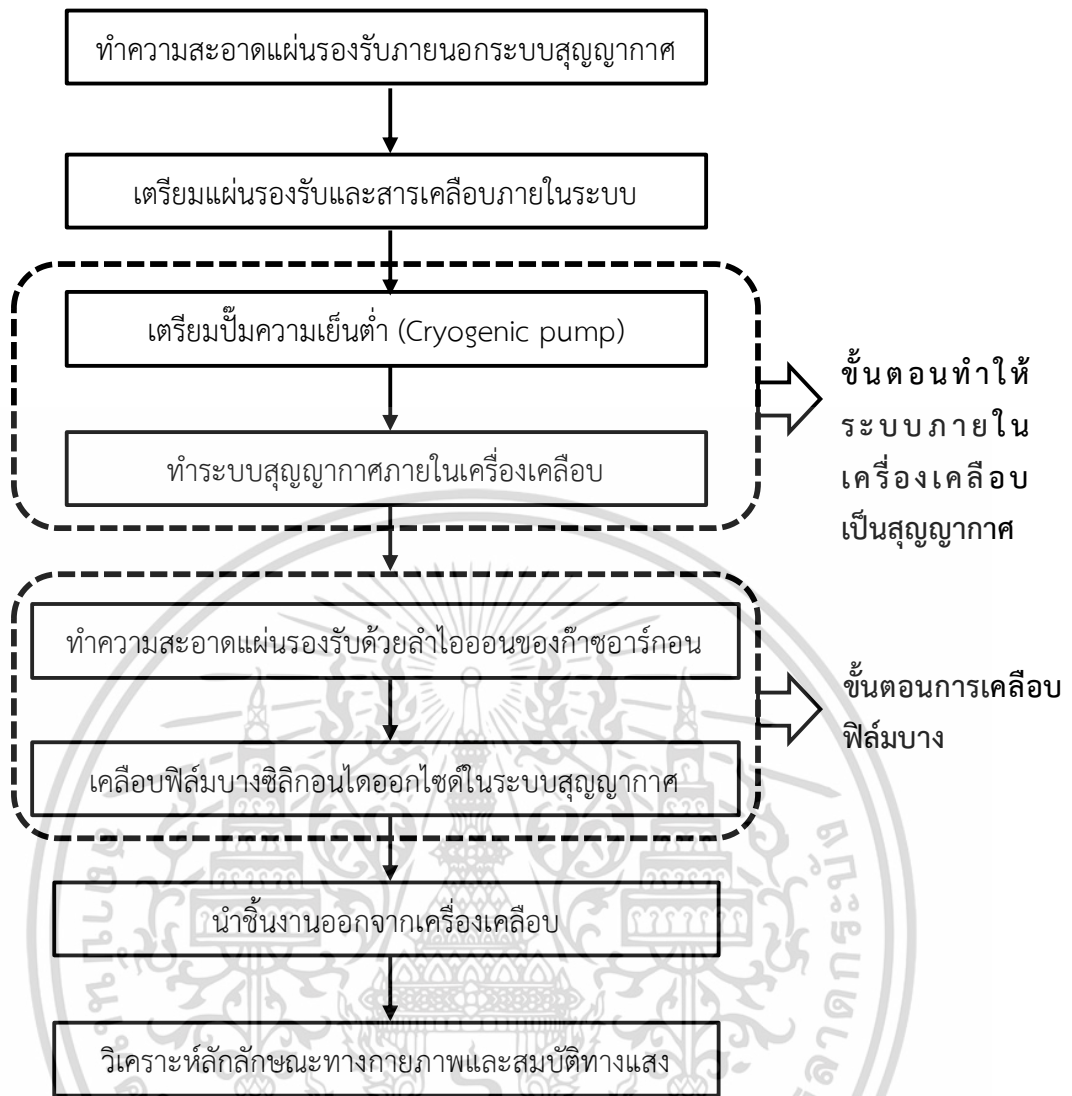 ทำความสะอาดแผ่นรองรับภายนอกระบบสุญญากาศ
เตรียมแผ่นรองรับและสารเคลือบภายในระบบ
เตรียมปั๊มความเย็นต่ำ (Cryogenic pump)
ทำระบบสุญญากาศภายในเครื่องเคลือบ
ขั้นตอนทำให้
ระบบภายใน
เครื่องเคลือบ
เป็นสุญญากาศ
ทำความสะอาดแผ่นรองรับด้วยลำไอออนของก๊าซอาร์กอน
เคลือบฟิล์มบางซิลิกอนไดออกไซด์ในระบบสุญญากาศ
ขั้นตอนการเคลือบ
ฟิล์มบาง
นำชิ้นงานออกจากเครื่องเคลือบ
วิเคราะห์ลักลักษณะทางกายภาพและสมบัติทางแสง